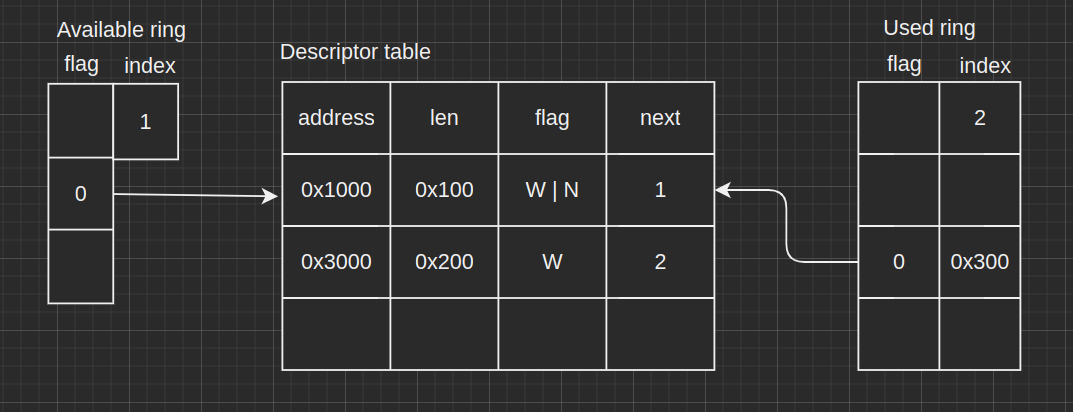 Available ring
flag index
1
0
Descriptor table
address len flag next
0x1000 0x100 W | N 1
0x3000 0x200 W 2
Used ring
flag index
2
0 0x300